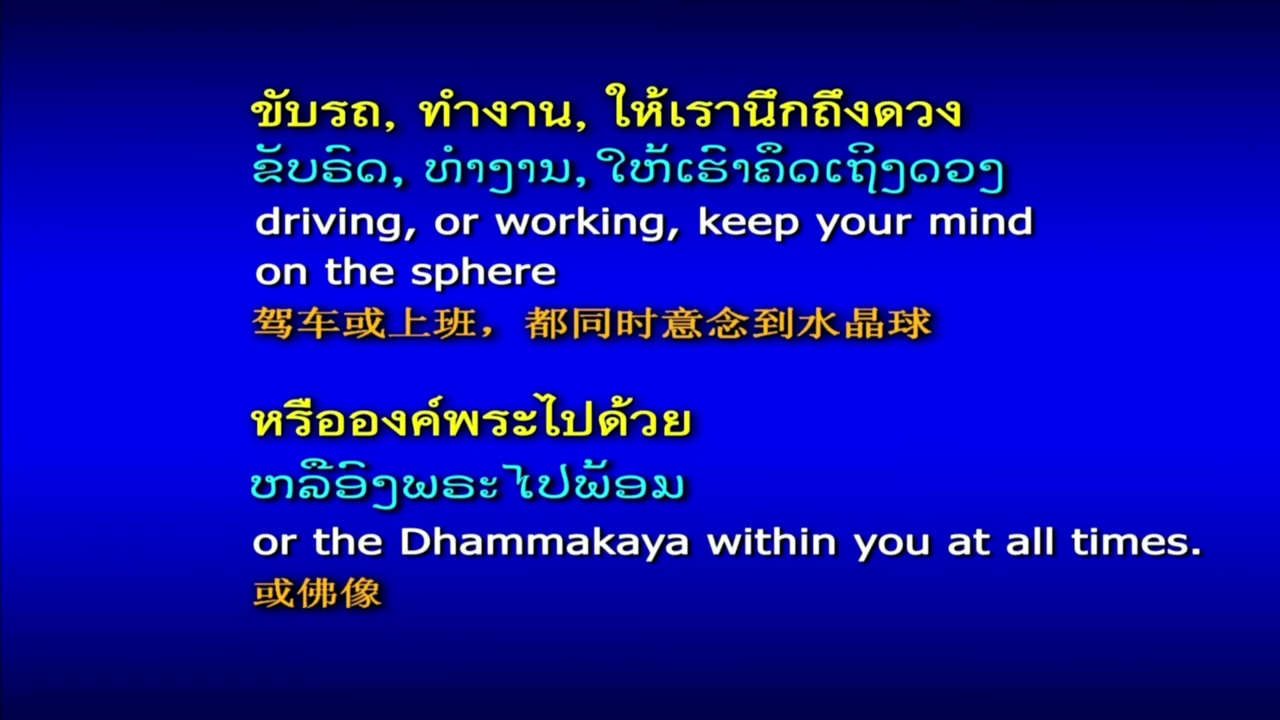 ขับรถ, ทำงาน, ให้เรานึกถึงดวง
ຂັບຣົດ, ທຳງານ, ໃຫ້ເຮົາຄຶດເຖິງດວງ
driving, or working, keep your mind
on the sphere
驾车或上班，都同时意念到水晶球
หรือองค์พระไปด้วย
ຫລືອົງພຣະໄປພ້ອມ
or the Dhammakaya within you at all times.
或佛像